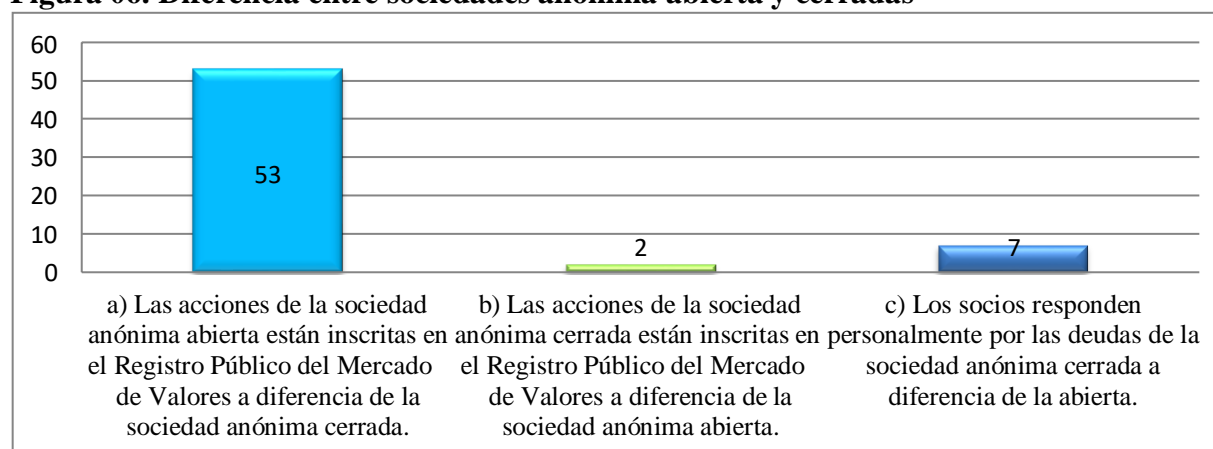 Figura 06. Diferencia entre sociedades anónima abierta y cerradas
60
50
40
30
20
10
0
53
2
7
a) Las acciones de la sociedad
anónima abierta están inscritas en
el Registro Público del Mercado
de Valores a diferencia de la
sociedad anónima cerrada.
b) Las acciones de la sociedad
anónima cerrada están inscritas en
el Registro Público del Mercado
de Valores a diferencia de la
sociedad anónima abierta.
c) Los socios responden
personalmente por las deudas de la
sociedad anónima cerrada a
diferencia de la abierta.